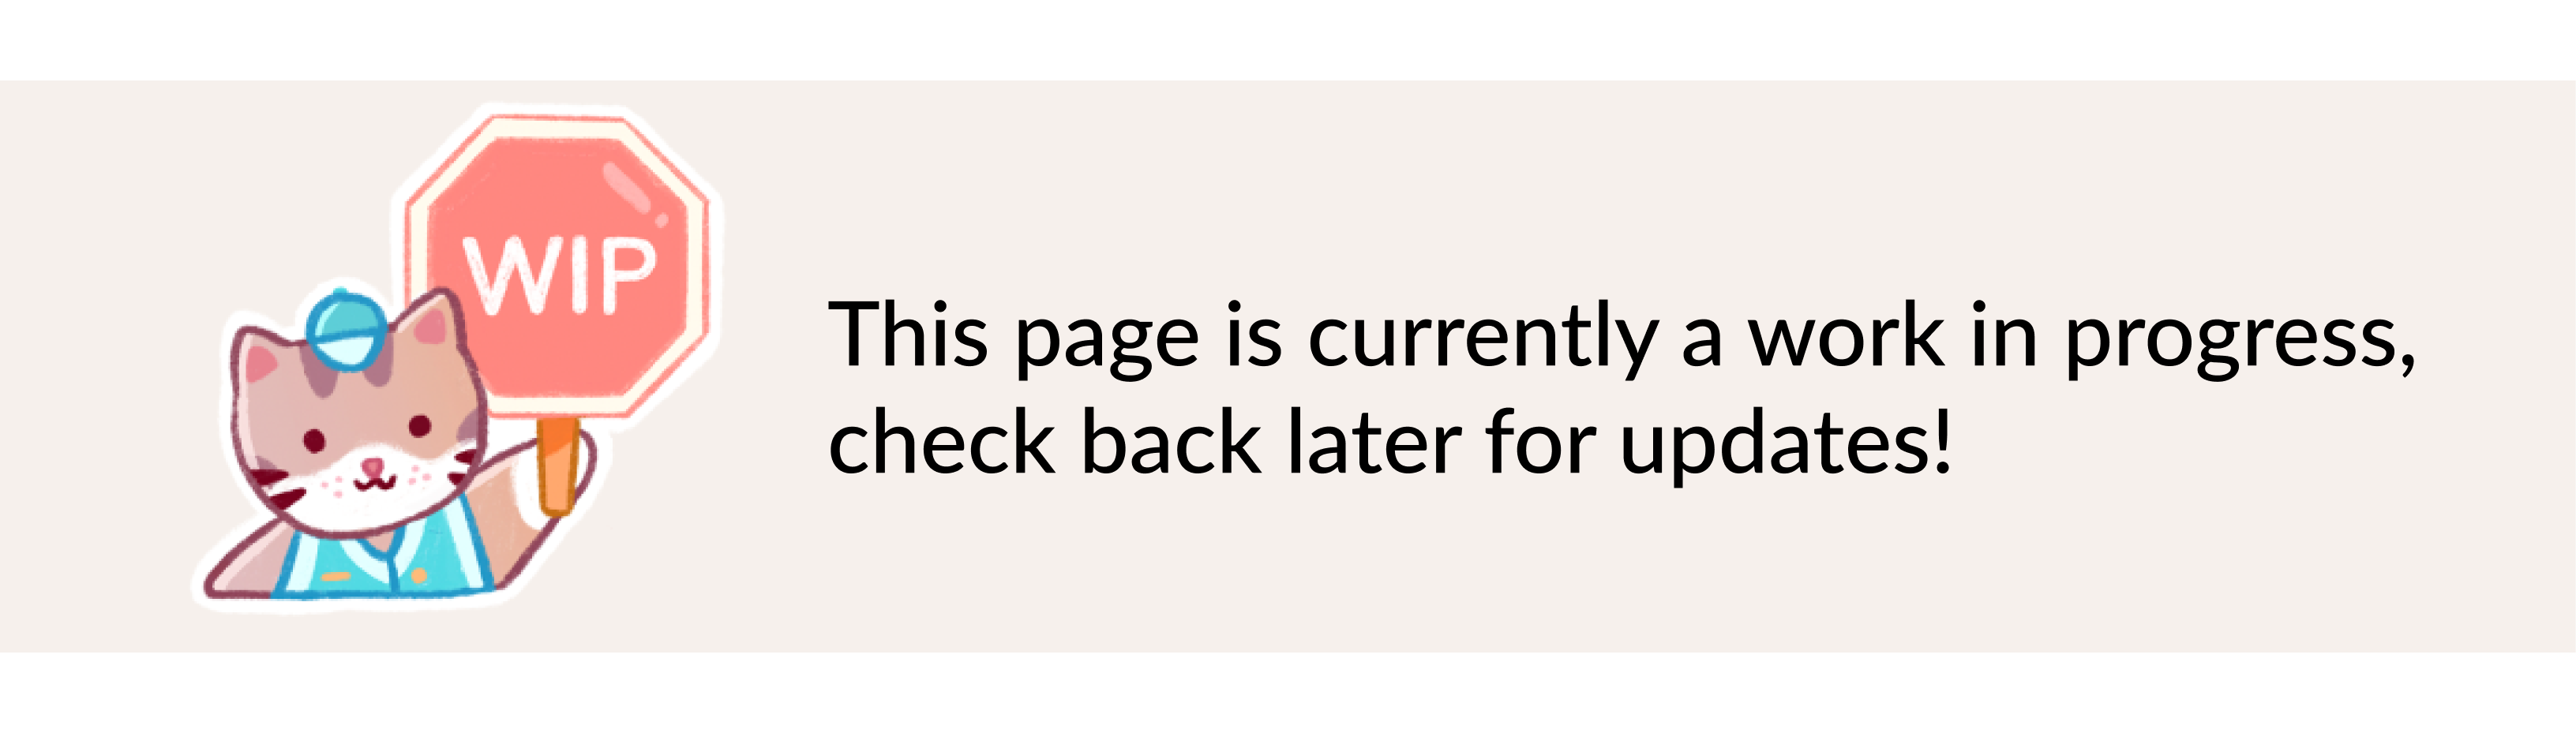 WIP
This page is currently a work in progress,
check back later for updates!